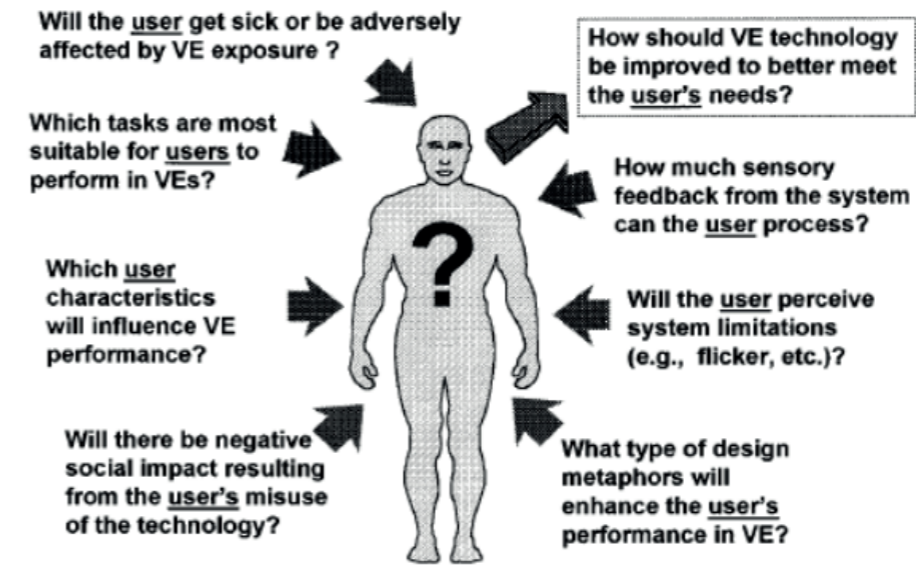 Will the user get sick or be adversely
affected by VE exposure ?
How should VE technology
be improved to better meet
the user's needs?
Which tasks are most
suitable for users to
perform in VEs?
How much sensory
feedback from the system
can the user process?
?
Which user
characteristics
will influence VE
performance?
Will the user perceive
system limitations
(e.g., flicker, etc.)?
Will there be negative
social impact resulting
from the user's misuse
of the technology?
What type of design
metaphors will
enhance the user's
performance in VE?